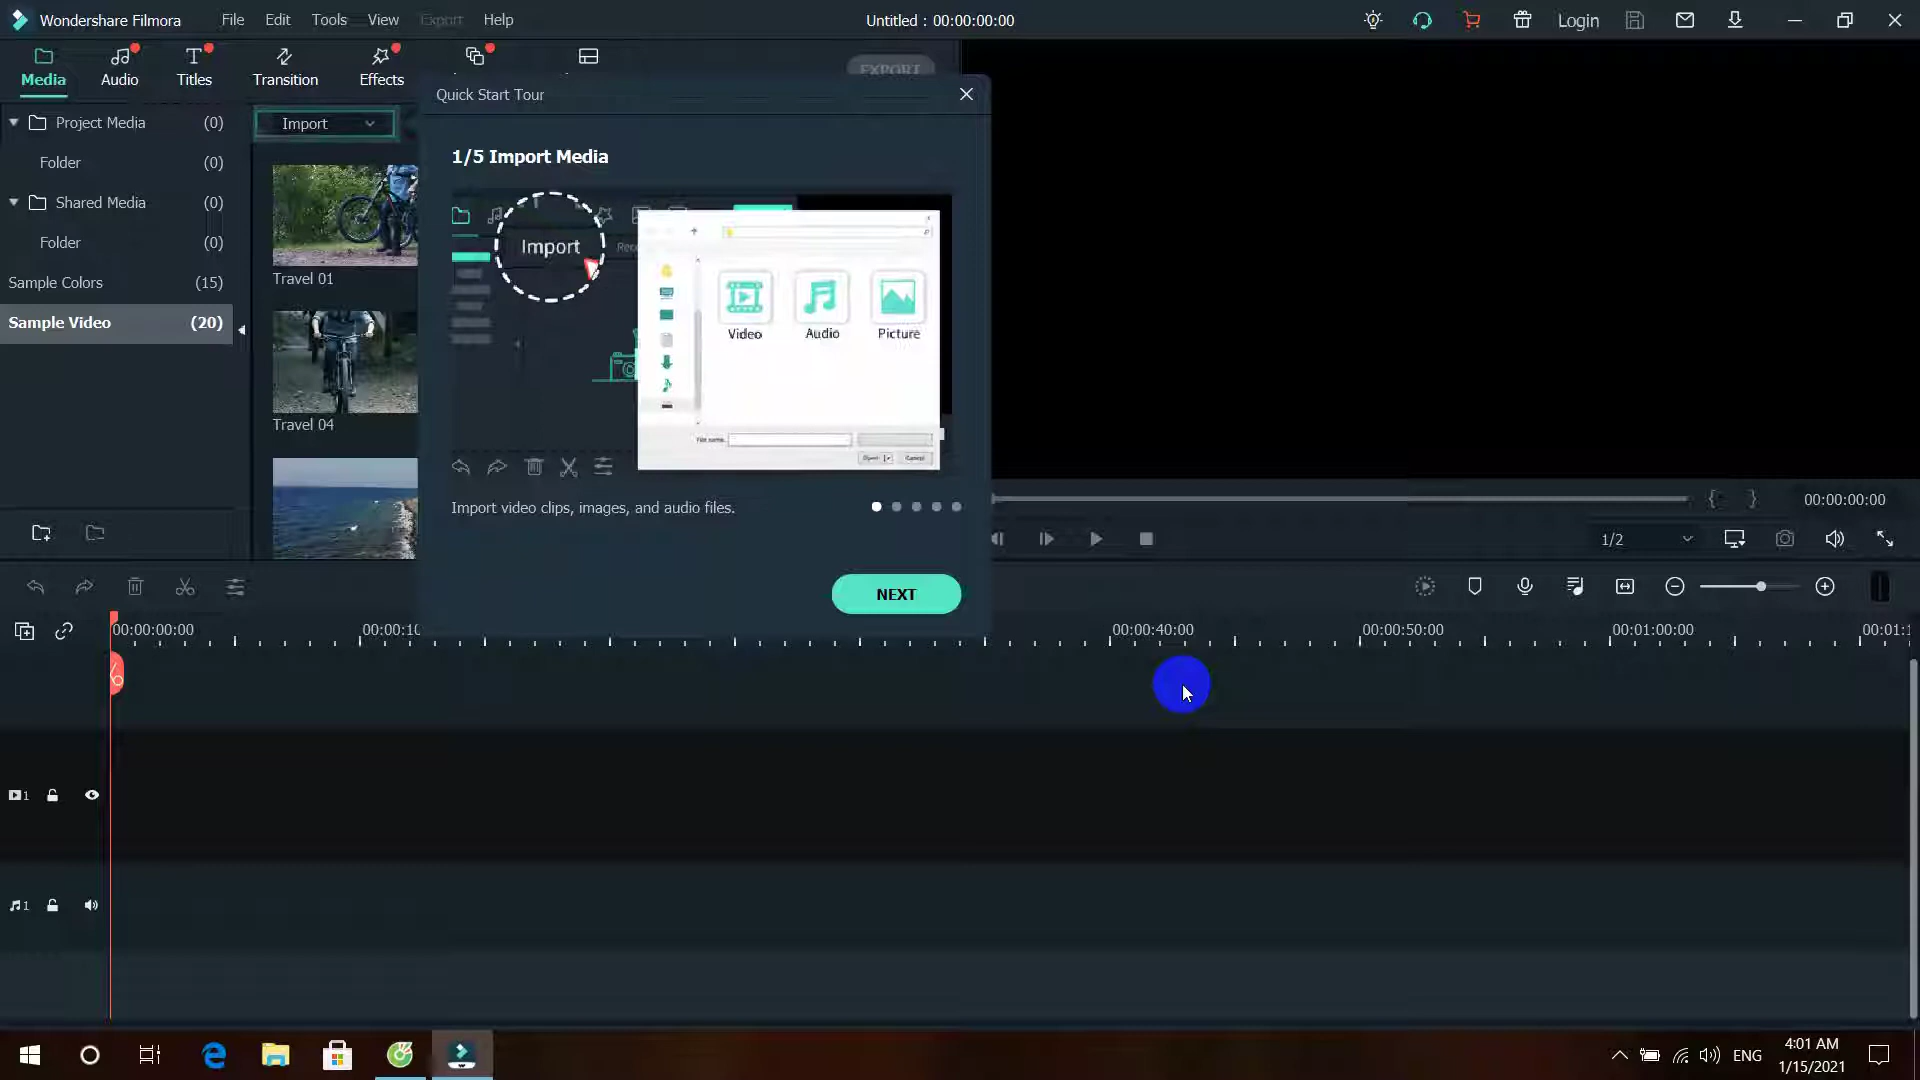 Wondershare Filmora
File
Edit
Tools
View
Export
Help
Untitled : 00:00:00:00
Login
Media
Audio
Titles
Transition
Effects
EXPORT
Quick Start Tour
Project Media (0)
Import
Folder (0)
Shared Media (0)
Folder (0)
Sample Colors (15)
Sample Video (20)
Travel 01
Travel 04
1/5 Import Media
Import
Rec
Video
Audio
Picture
File name
Open
Cancel
Import video clips, images, and audio files.
NEXT
00:00:00:00
1/2
00:00:00:00
00:00:10
00:00:40:00
00:00:50:00
00:01:00:00
00:01:1
1
1
ENG
4:01 AM
1/15/2021